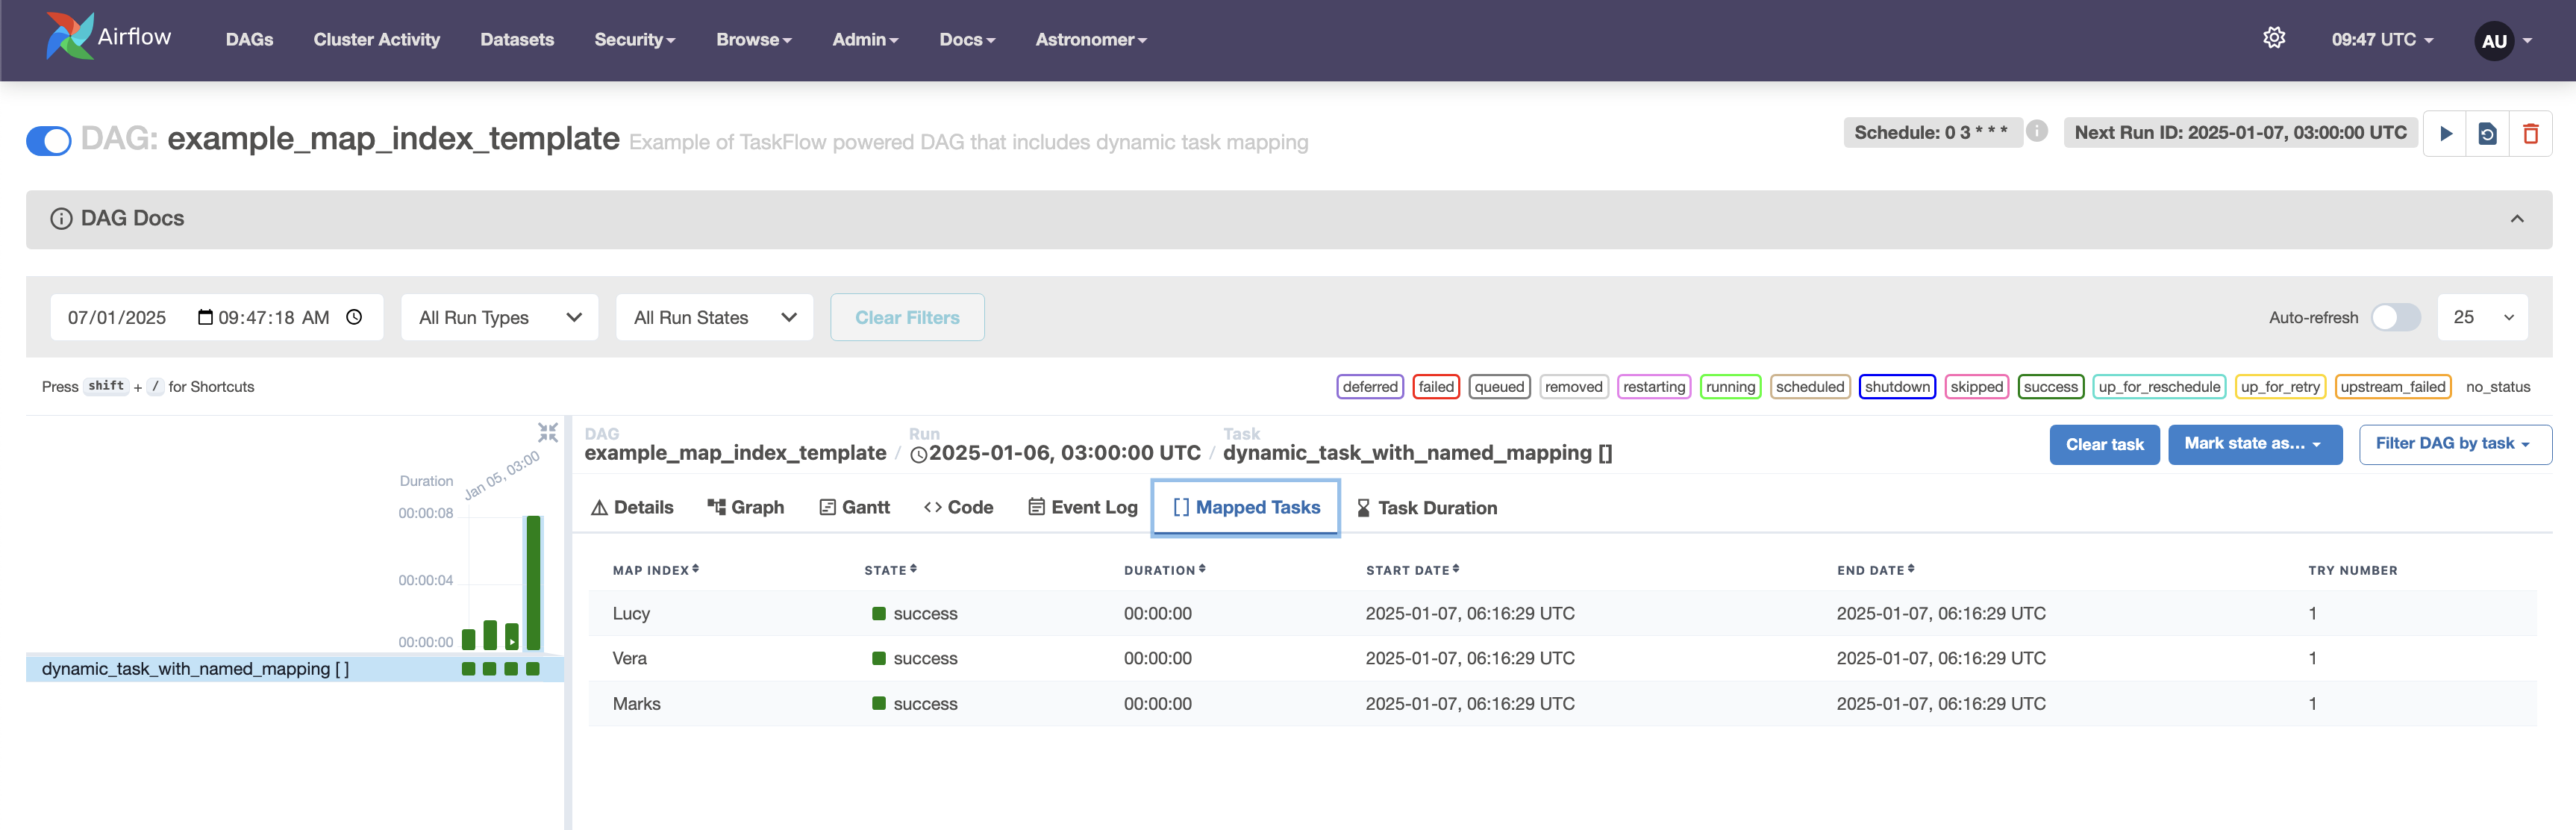 Airflow DAGs Cluster Activity Datasets Security Browse Admin Docs Astronomer 09:47 UTC AU
DAG: example_map_index_template Example of TaskFlow powered DAG that includes dynamic task mapping Schedule: 0 3 * * * Next Run ID: 2025-01-07, 03:00:00 UTC
DAG Docs
07/01/2025 09:47:18 AM All Run Types All Run States Clear Filters Auto-refresh 25
Press shift + / for Shortcuts deferred failed queued removed restarting running scheduled shutdown skipped success up_for_reschedule up_for_retry upstream_failed no_status
DAG Run Task
example_map_index_template / 2025-01-06, 03:00:00 UTC / dynamic_task_with_named_mapping []
Clear task Mark state as... Filter DAG by task
Details Graph Gantt Code Event Log [] Mapped Tasks Task Duration
Jan 05, 03:00
Duration
00:00:08
00:00:04
00:00:00
dynamic_task_with_named_mapping [ ]
MAP INDEX STATE DURATION START DATE END DATE TRY NUMBER
Lucy success 00:00:00 2025-01-07, 06:16:29 UTC 2025-01-07, 06:16:29 UTC 1
Vera success 00:00:00 2025-01-07, 06:16:29 UTC 2025-01-07, 06:16:29 UTC 1
Marks success 00:00:00 2025-01-07, 06:16:29 UTC 2025-01-07, 06:16:29 UTC 1